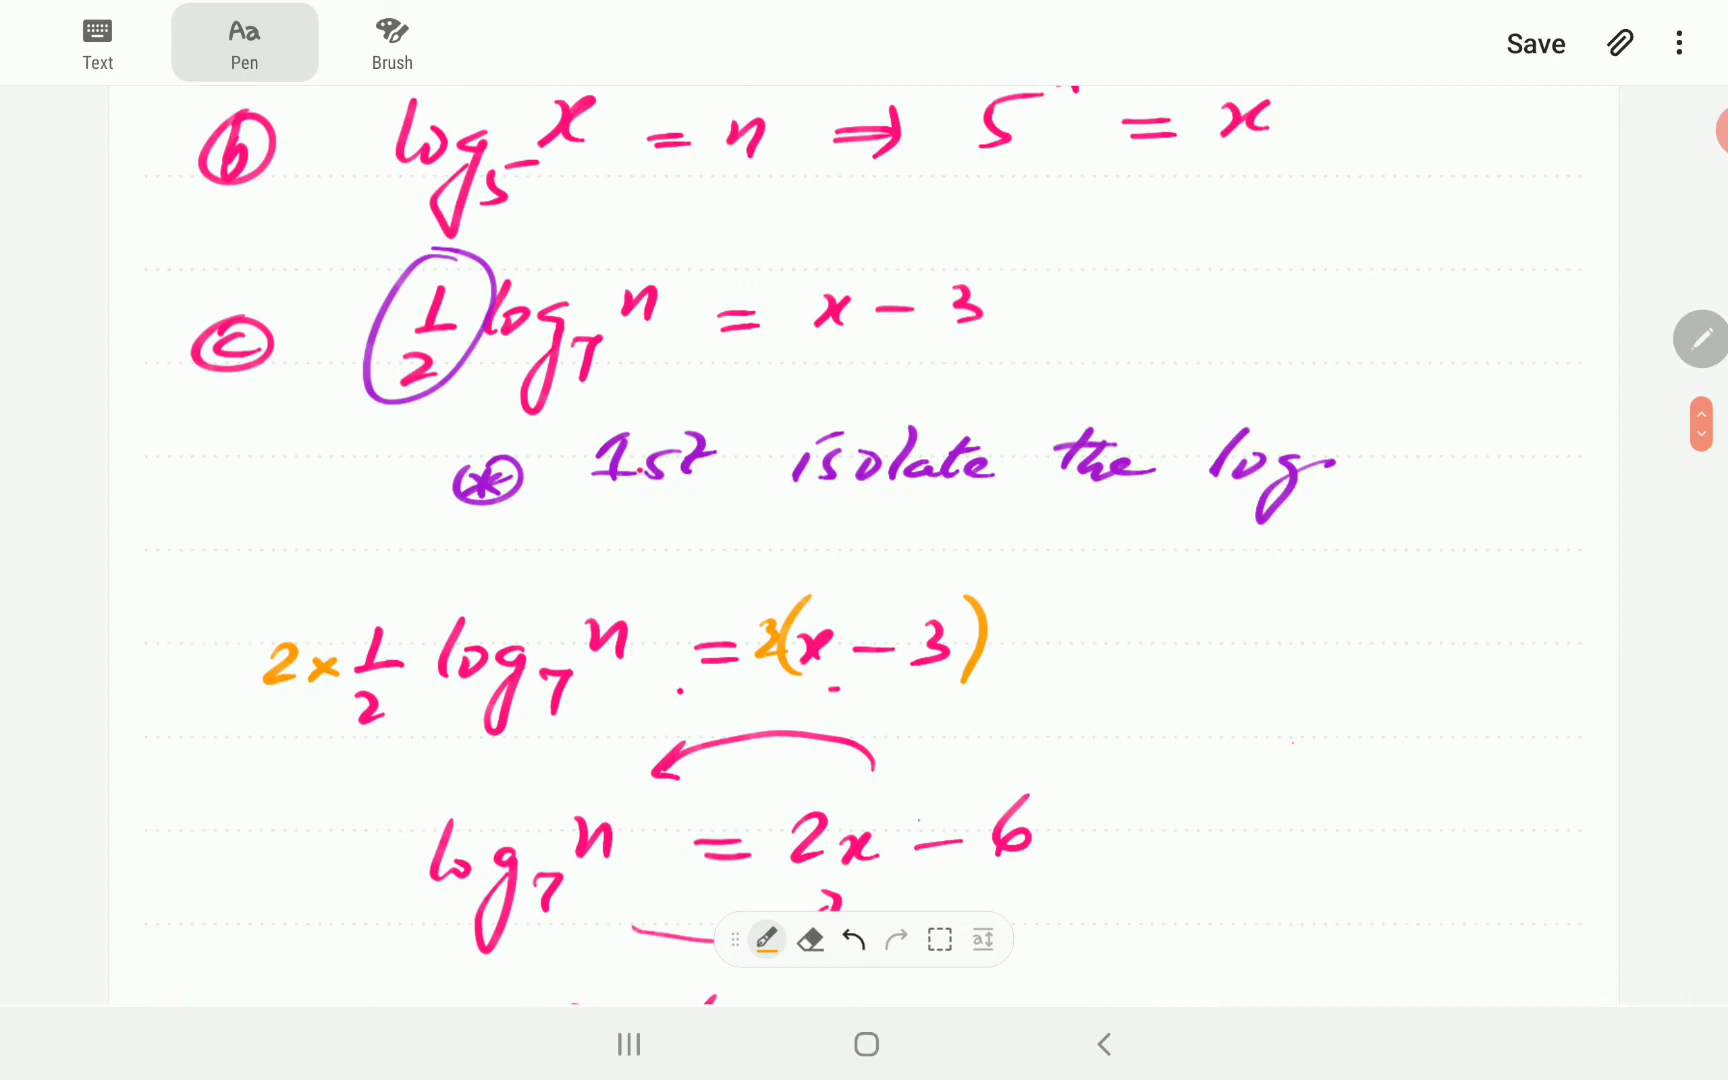 Text Aa Pen Brush Save
ⓑ log₅ x = n ⇒ 5ⁿ = x
ⓒ 1/2 log₇ n = x - 3
⊛ 1st isolate the log
2 × 1/2 log₇ n = 2(x - 3)
log₇ n = 2x - 6